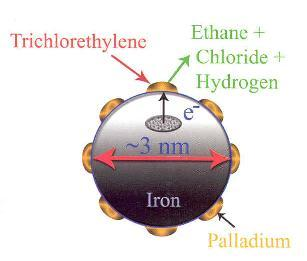 Trichlorethylene
Ethane +
Chloride +
Hydrogen
e-
~3 nm
Iron
Palladium